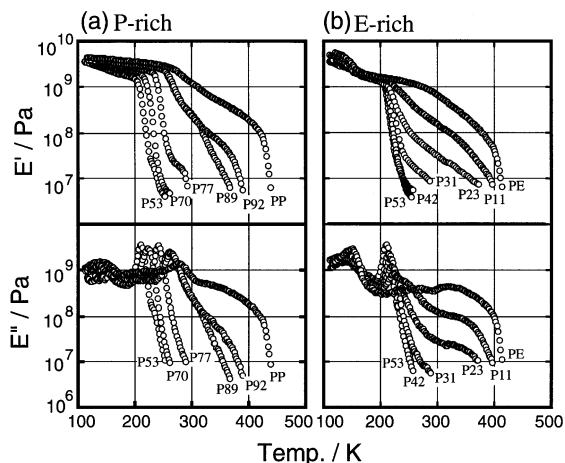 (a) P-rich
(b) E-rich
10^10
10^9
10^8
10^7
E' / Pa
P53
P70
P77
P89
P92
PP
P53
P42
P31
P23
P11
PE
10^9
10^8
10^7
10^6
E" / Pa
P53
P70
P77
P89
P92
PP
P53
P42
P31
P23
P11
PE
100 200 300 400 500
100 200 300 400 500
Temp. / K